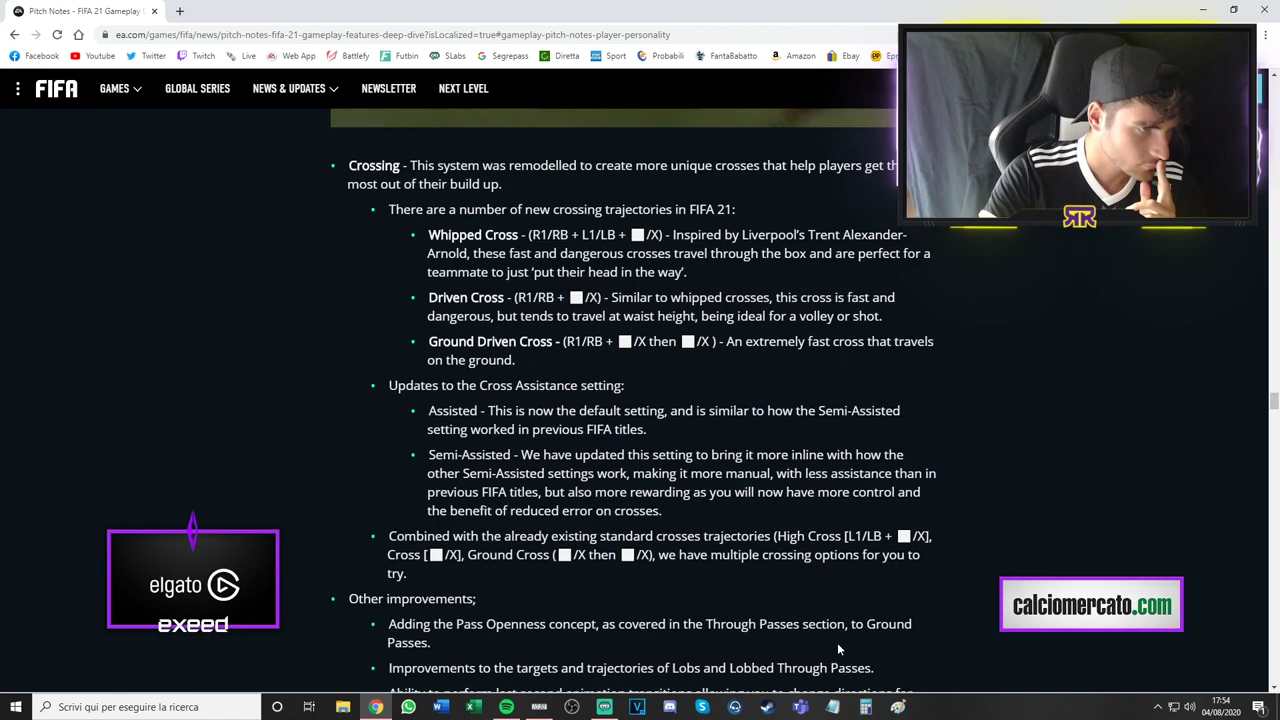 Pitch Notes - FIFA 21 Gameplay
ea.com/games/fifa/news/pitch-notes-fifa-21-gameplay-features-deep-dive?isLocalized=true#gameplay-pitch-notes-player-personality
Facebook YouTube Twitter Twitch Live Web App Battlefy Futbin SLabs Segrepass Diretta Sport Probabili FantaBabatto Amazon Ebay
FIFA GAMES GLOBAL SERIES NEWS & UPDATES NEWSLETTER NEXT LEVEL
• Crossing - This system was remodelled to create more unique crosses that help players get
most out of their build up.
• There are a number of new crossing trajectories in FIFA 21:
• Whipped Cross - (R1/RB + L1/LB + ⬜/X) - Inspired by Liverpool's Trent Alexander-
Arnold, these fast and dangerous crosses travel through the box and are perfect for a
teammate to just 'put their head in the way'.
• Driven Cross - (R1/RB + ⬜/X) - Similar to whipped crosses, this cross is fast and
dangerous, but tends to travel at waist height, being ideal for a volley or shot.
• Ground Driven Cross - (R1/RB + ⬜/X then ⬜/X ) - An extremely fast cross that travels
on the ground.
• Updates to the Cross Assistance setting:
• Assisted - This is now the default setting, and is similar to how the Semi-Assisted
setting worked in previous FIFA titles.
• Semi-Assisted - We have updated this setting to bring it more inline with how the
other Semi-Assisted settings work, making it more manual, with less assistance than in
previous FIFA titles, but also more rewarding as you will now have more control and
the benefit of reduced error on crosses.
• Combined with the already existing standard crosses trajectories (High Cross [L1/LB + ⬜/X],
Cross [⬜/X], Ground Cross (⬜/X then ⬜/X), we have multiple crossing options for you to
try.
• Other improvements;
• Adding the Pass Openness concept, as covered in the Through Passes section, to Ground
Passes.
• Improvements to the targets and trajectories of Lobs and Lobbed Through Passes.
• Ability to perform last second animation transitions allowing you to change directions for
elgato
exeed
calciomercato.com
Scrivi qui per eseguire la ricerca
17:54
04/08/2020